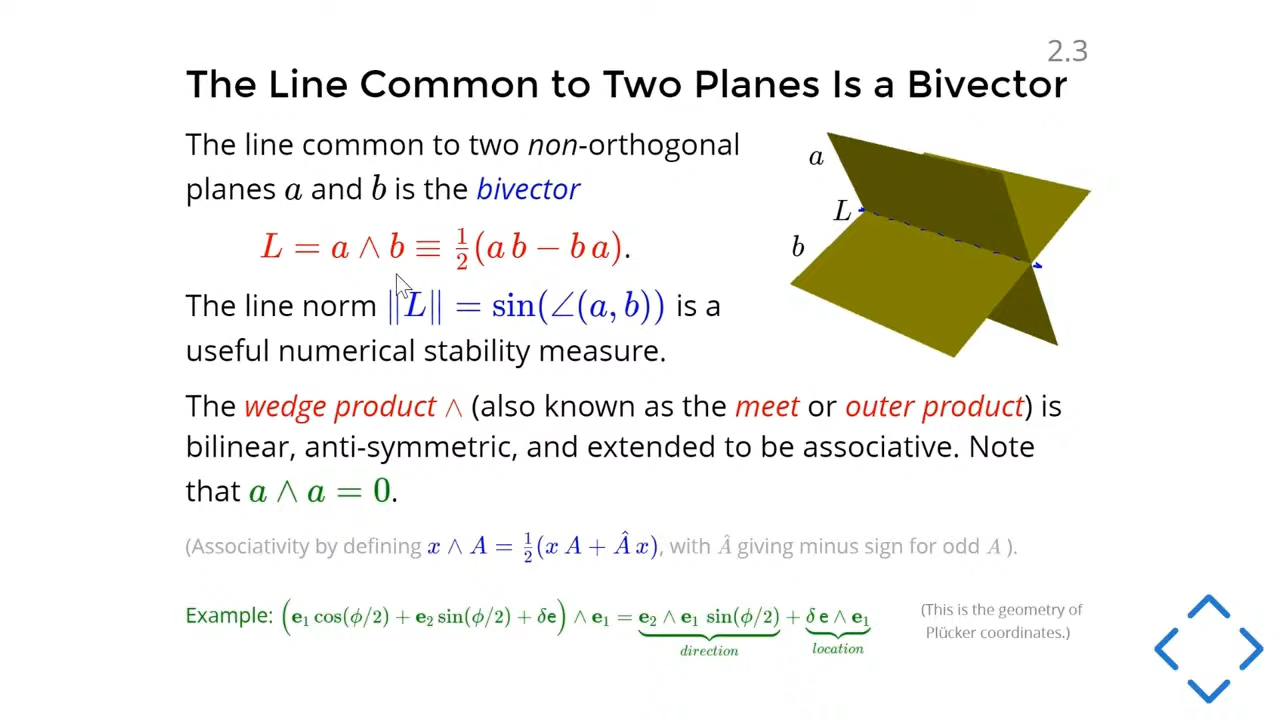 2.3
The Line Common to Two Planes Is a Bivector
The line common to two non-orthogonal
planes a and b is the bivector
L = a ∧ b ≡ ½(a b − b a).
The line norm ‖L‖ = sin(∠(a, b)) is a
useful numerical stability measure.
a
L
b
The wedge product ∧ (also known as the meet or outer product) is
bilinear, anti-symmetric, and extended to be associative. Note
that a ∧ a = 0.
(Associativity by defining x ∧ A = ½(x A + Â x), with Â giving minus sign for odd A ).
Example: (e₁ cos(ϕ/2) + e₂ sin(ϕ/2) + δe) ∧ e₁ = e₂ ∧ e₁ sin(ϕ/2) + δ e ∧ e₁
direction location
(This is the geometry of
Plücker coordinates.)